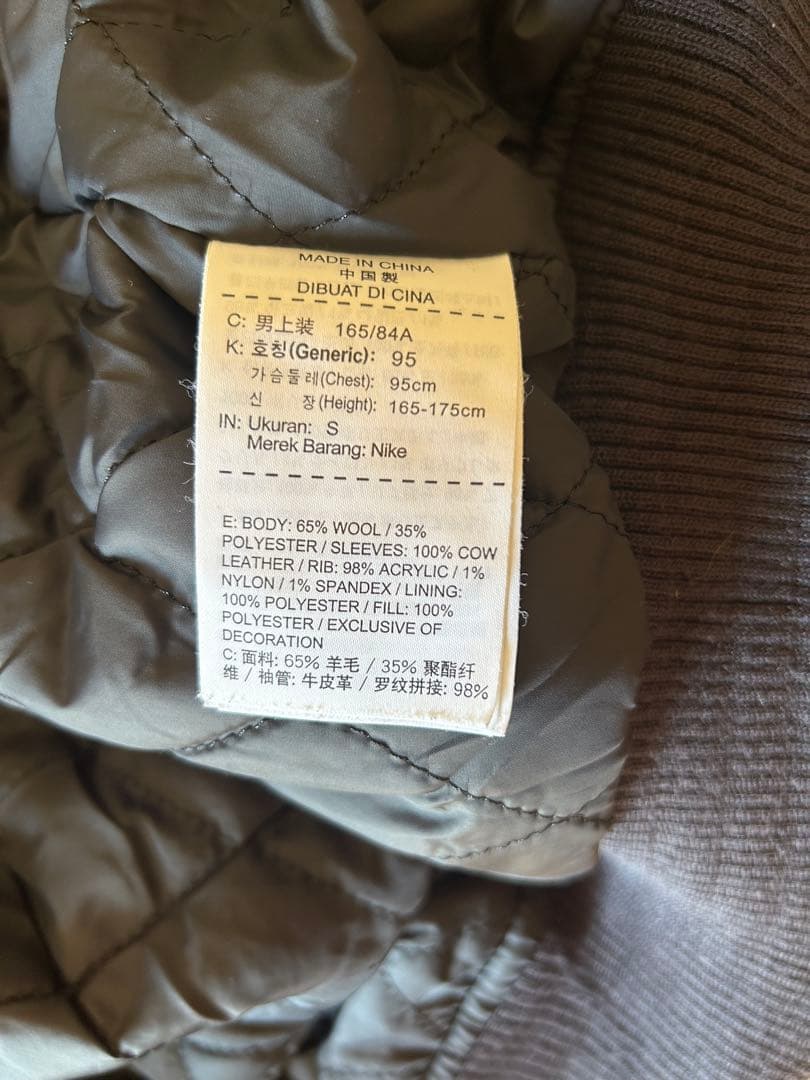 MADE IN CHINA
中国製
DIBUAT DI CINA
C: 男上装 165/84A
K: 호칭(Generic): 95
가슴둘레(Chest): 95cm
신 장(Height): 165-175cm
IN: Ukuran: S
Merek Barang: Nike
E: BODY: 65% WOOL / 35%
POLYESTER / SLEEVES: 100% COW
LEATHER / RIB: 98% ACRYLIC / 1%
NYLON / 1% SPANDEX / LINING:
100% POLYESTER / FILL: 100%
POLYESTER / EXCLUSIVE OF
DECORATION
C: 面料: 65% 羊毛 / 35% 聚酯纤
维 / 袖管: 牛皮革 / 罗纹拼接: 98%